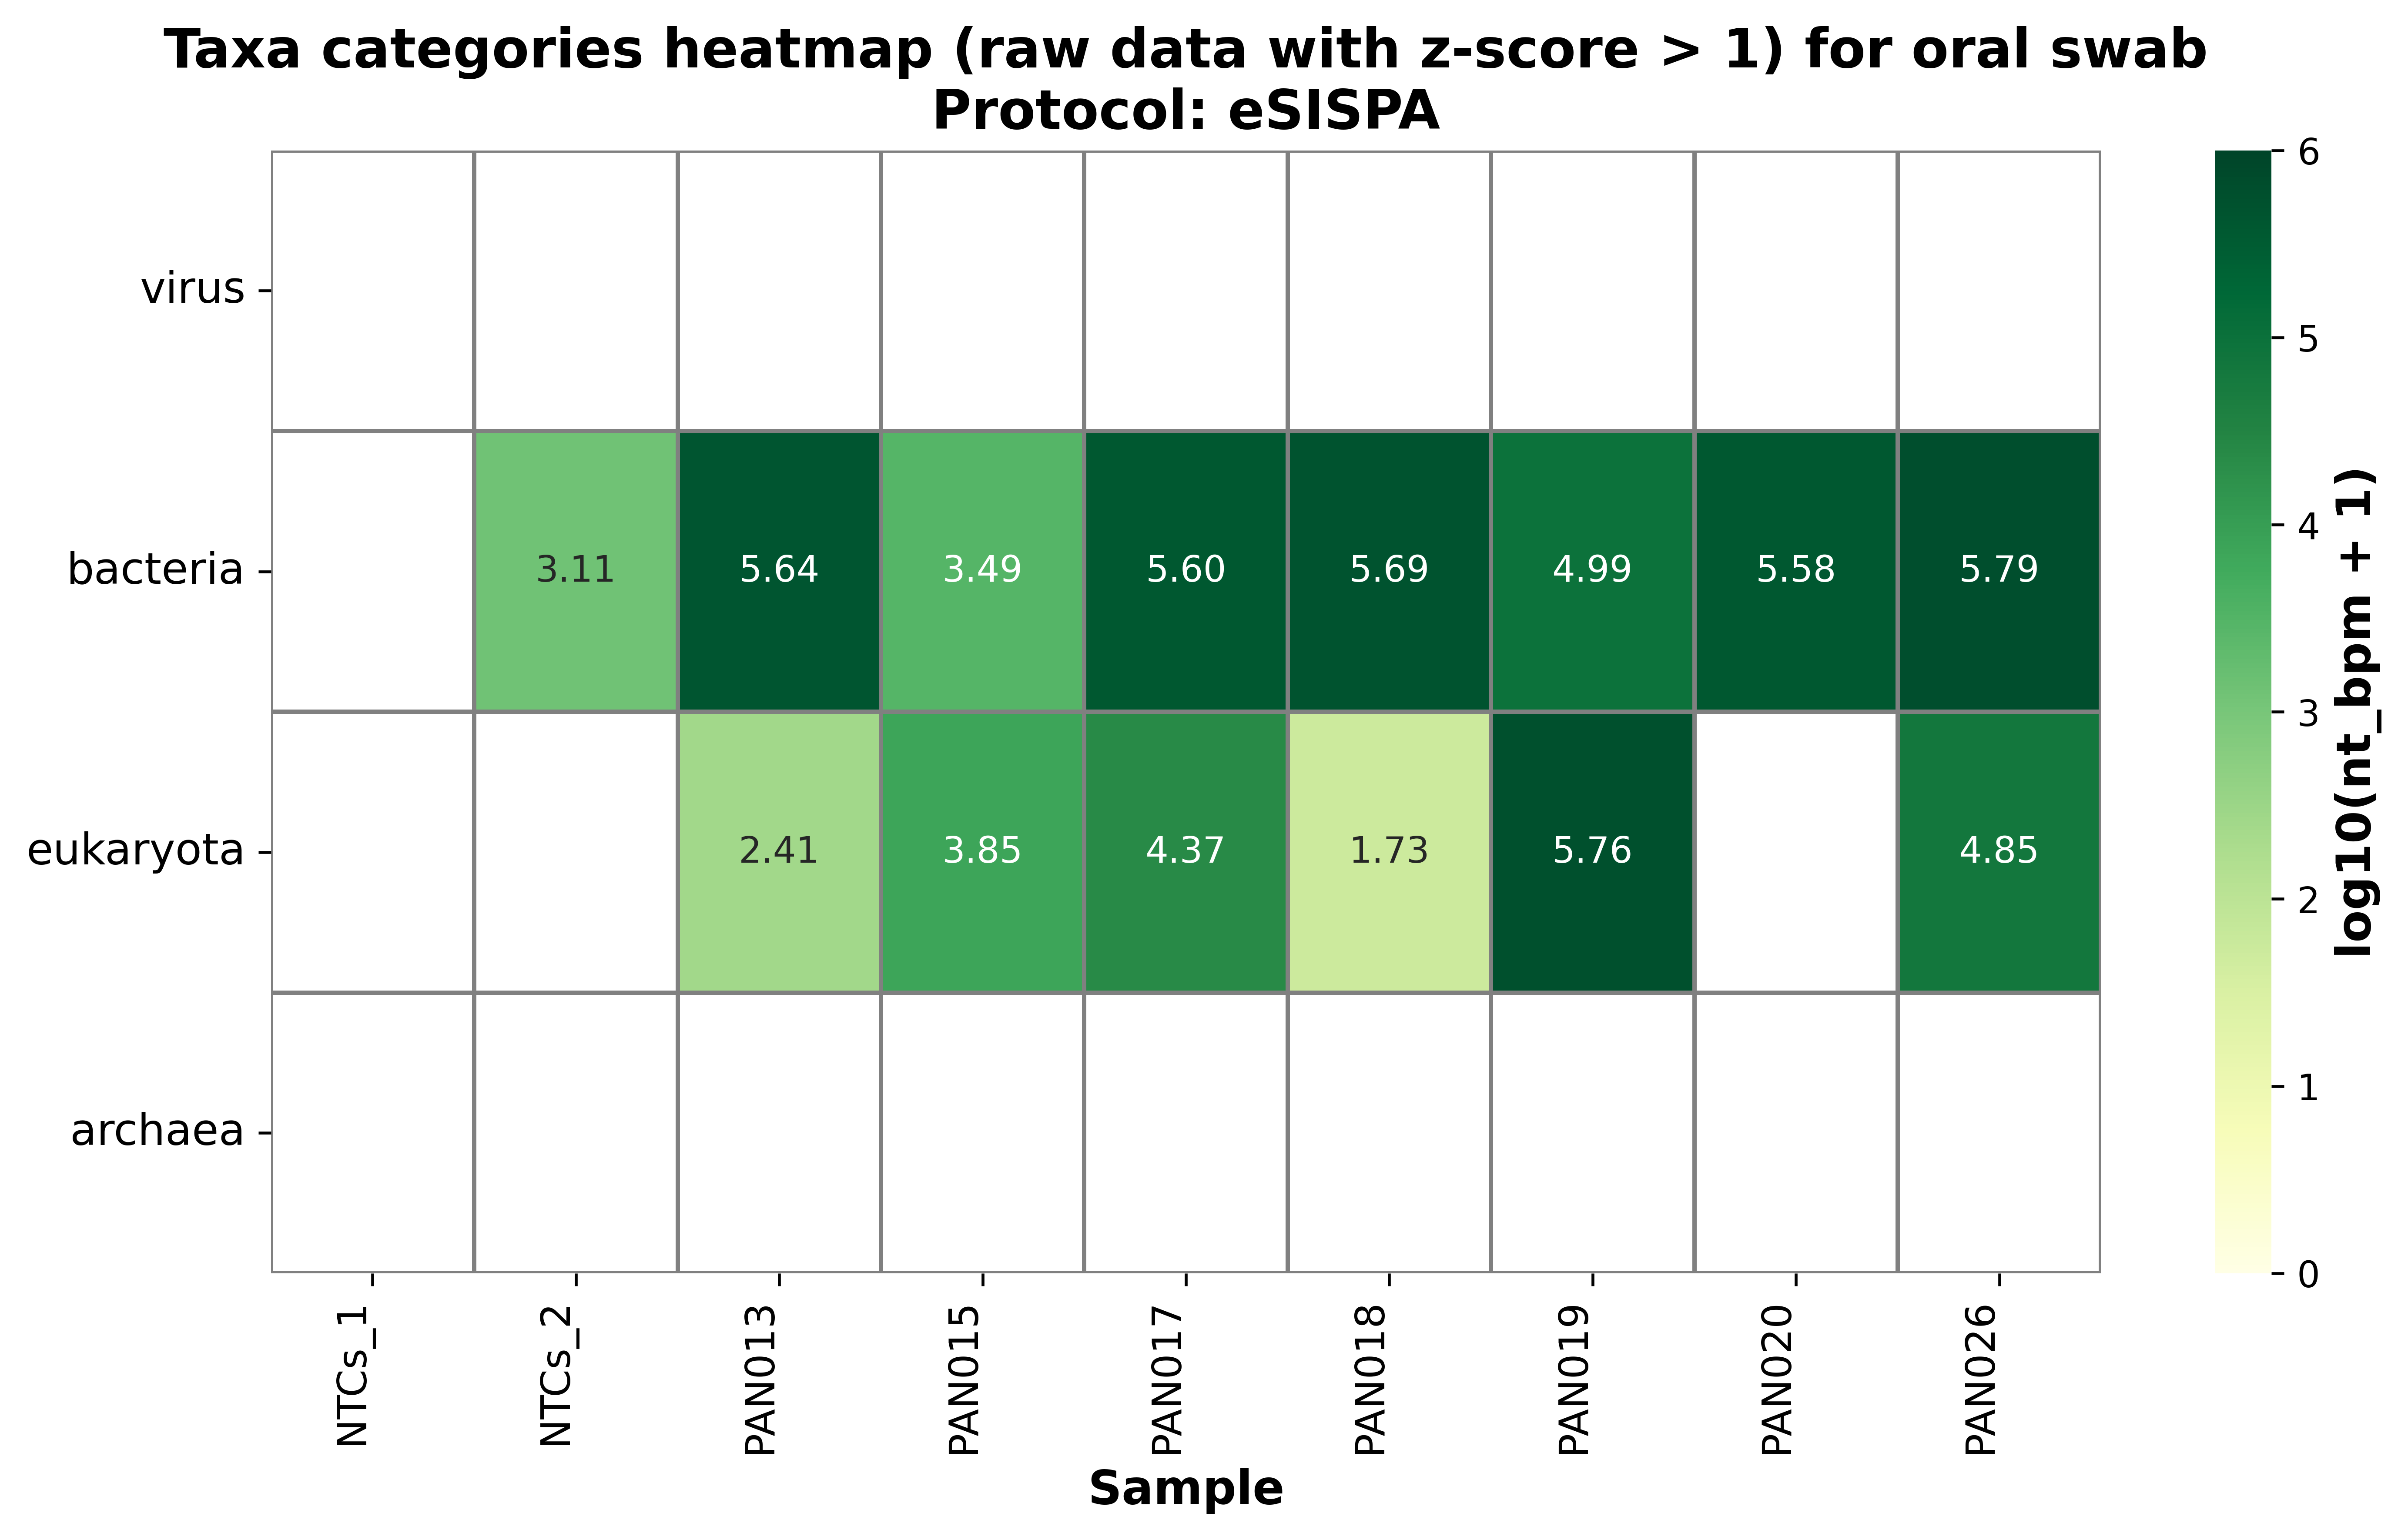 Taxa categories heatmap (raw data with z-score > 1) for oral swab
Protocol: eSISPA
virus
bacteria
eukaryota
archaea
3.11 5.64 3.49 5.60 5.69 4.99 5.58 5.79
2.41 3.85 4.37 1.73 5.76 4.85
NTCs_1
NTCs_2
PAN013
PAN015
PAN017
PAN018
PAN019
PAN020
PAN026
Sample
6
5
4
3
2
1
0
log10(nt_bpm + 1)